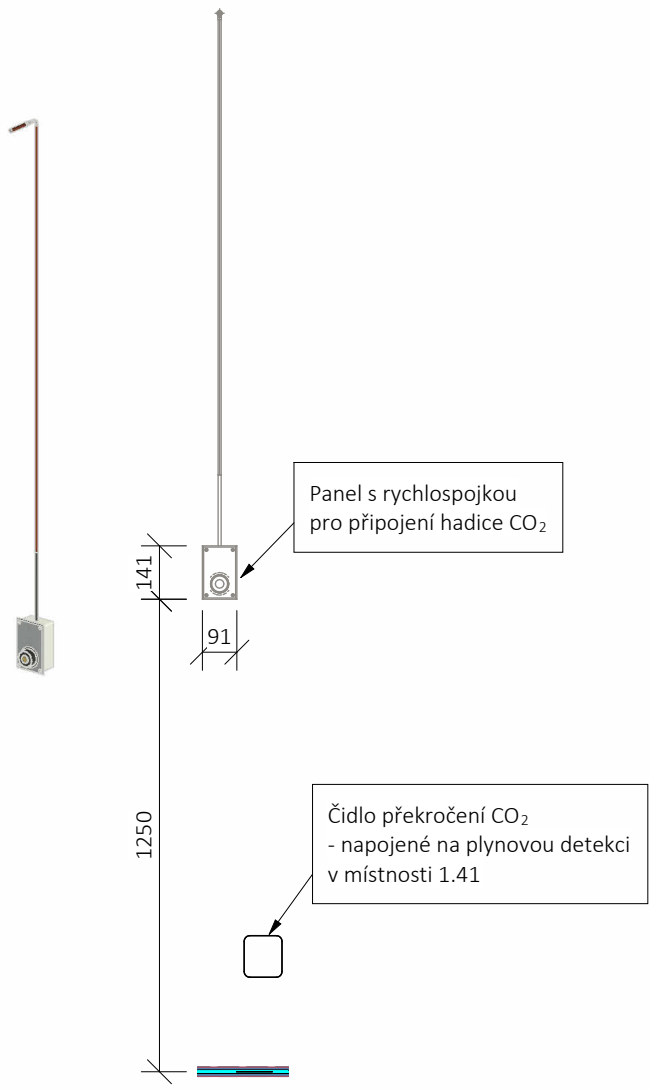 Panel s rychlospojkou
pro připojení hadice CO₂
141
91
1250
Čidlo překročení CO₂
- napojené na plynovou detekci
v místnosti 1.41